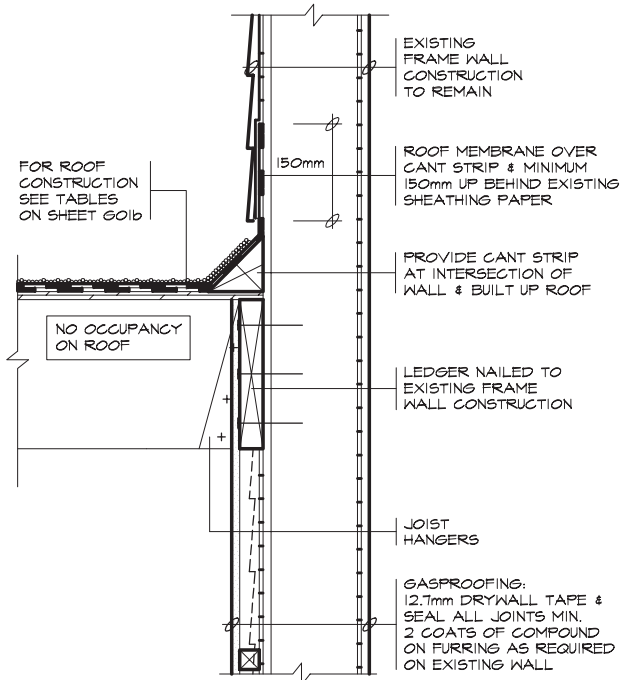 EXISTING
FRAME WALL
CONSTRUCTION
TO REMAIN
150mm
ROOF MEMBRANE OVER
CANT STRIP & MINIMUM
150mm UP BEHIND EXISTING
SHEATHING PAPER
FOR ROOF
CONSTRUCTION
SEE TABLES
ON SHEET G01b
PROVIDE CANT STRIP
AT INTERSECTION OF
WALL & BUILT UP ROOF
NO OCCUPANCY
ON ROOF
LEDGER NAILED TO
EXISTING FRAME
WALL CONSTRUCTION
JOIST
HANGERS
GASPROOFING:
12.7mm DRYWALL TAPE &
SEAL ALL JOINTS MIN.
2 COATS OF COMPOUND
ON FURRING AS REQUIRED
ON EXISTING WALL